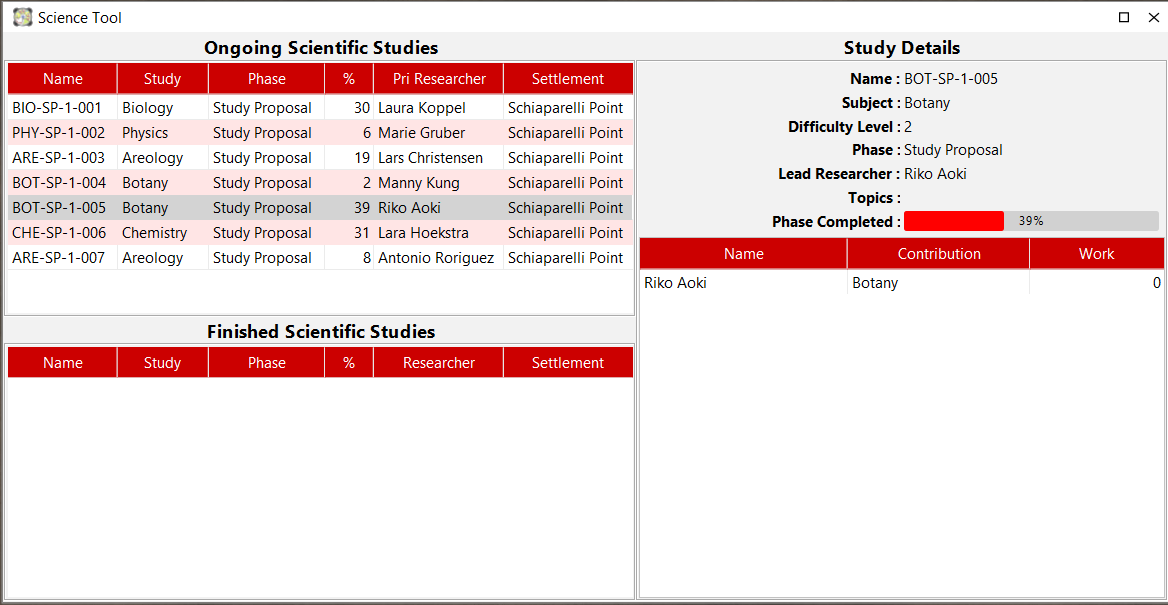 Science Tool
Ongoing Scientific Studies
Name Study Phase % Pri Researcher Settlement
BIO-SP-1-001 Biology Study Proposal 30 Laura Koppel Schiaparelli Point
PHY-SP-1-002 Physics Study Proposal 6 Marie Gruber Schiaparelli Point
ARE-SP-1-003 Areology Study Proposal 19 Lars Christensen Schiaparelli Point
BOT-SP-1-004 Botany Study Proposal 2 Manny Kung Schiaparelli Point
BOT-SP-1-005 Botany Study Proposal 39 Riko Aoki Schiaparelli Point
CHE-SP-1-006 Chemistry Study Proposal 31 Lara Hoekstra Schiaparelli Point
ARE-SP-1-007 Areology Study Proposal 8 Antonio Roriguez Schiaparelli Point
Finished Scientific Studies
Name Study Phase % Researcher Settlement
Study Details
Name : BOT-SP-1-005
Subject : Botany
Difficulty Level : 2
Phase : Study Proposal
Lead Researcher : Riko Aoki
Topics :
Phase Completed : 39%
Name Contribution Work
Riko Aoki Botany 0